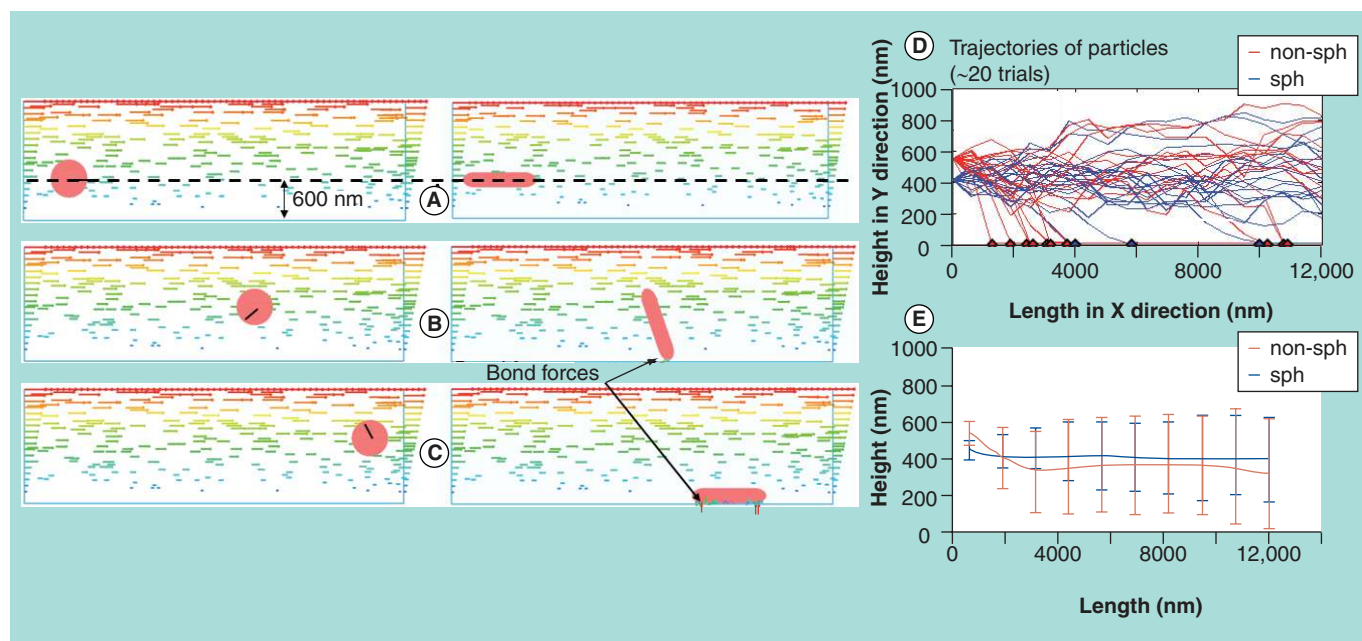 600 nm
A
B
Bond forces
C
D
Trajectories of particles
(~20 trials)
non-sph
sph
Height in Y direction (nm)
1000
800
600
400
200
0
0
4000
8000
12,000
Length in X direction (nm)
E
non-sph
sph
Height (nm)
1000
800
600
400
200
0
0
4000
8000
12,000
Length (nm)